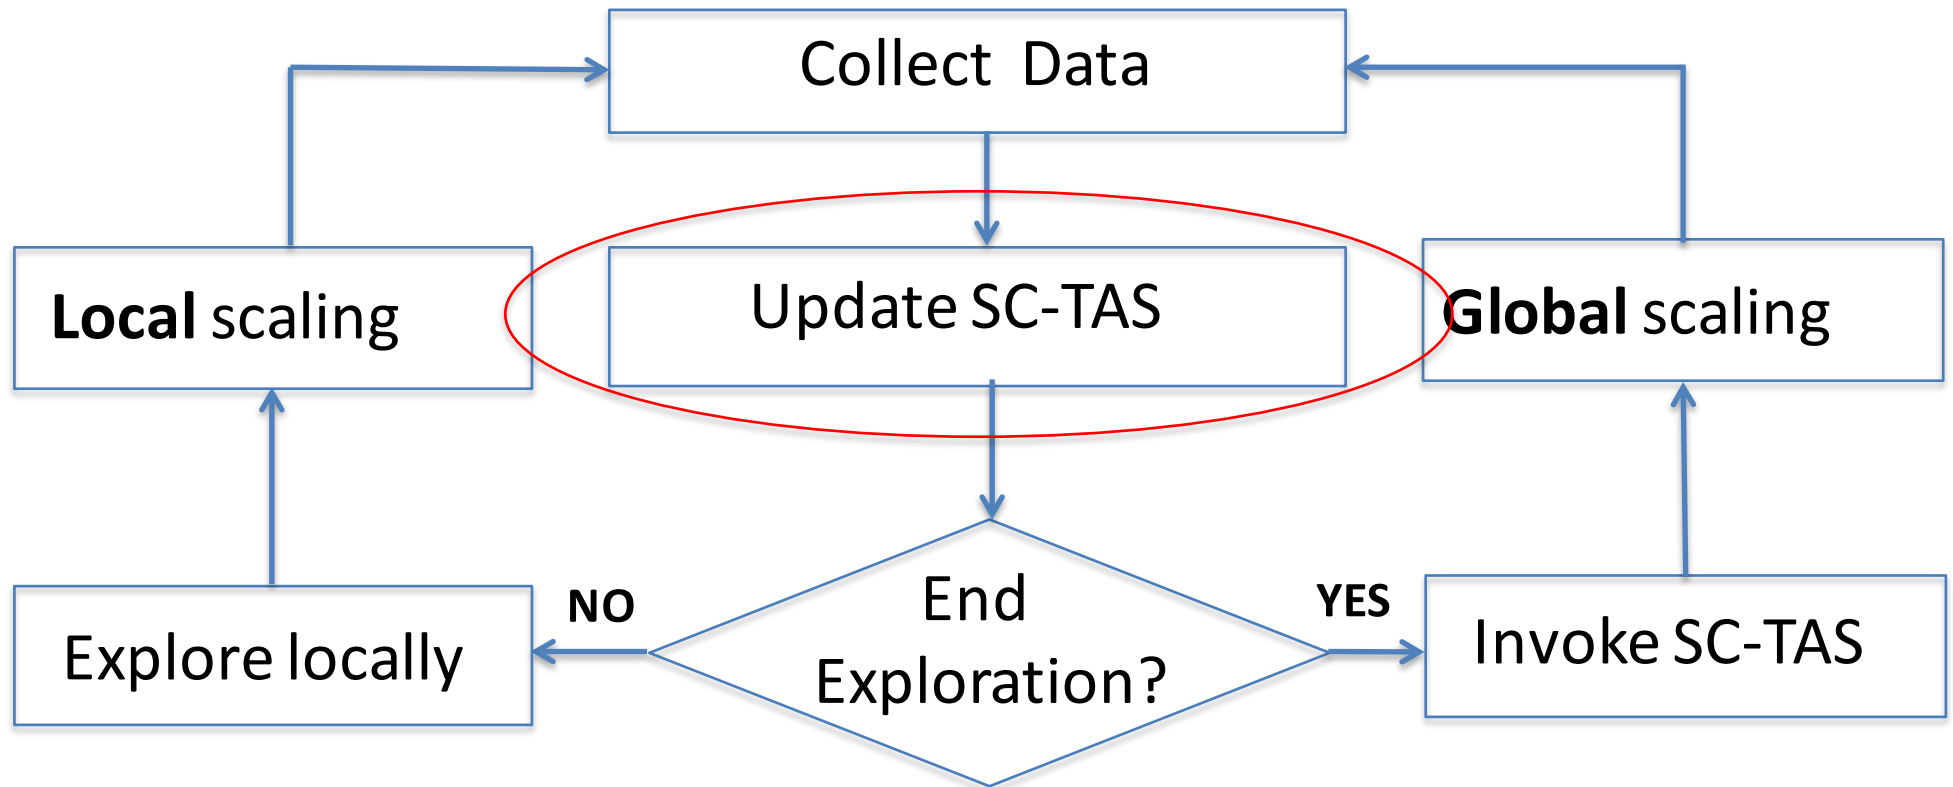 Collect Data
Local scaling
Update SC-TAS
Global scaling
Explore locally
NO
End
Exploration?
YES
Invoke SC-TAS